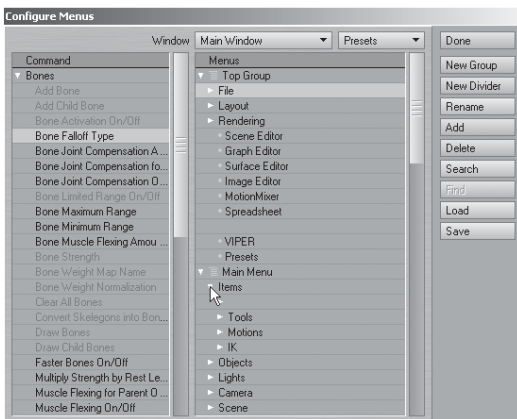 Configure Menus
Window Main Window Presets
Command
Bones
Add Bone
Add Child Bone
Bone Activation On/Off
Bone Falloff Type
Bone Joint Compensation A ...
Bone Joint Compensation fo...
Bone Joint Compensation O...
Bone Limited Range On/Off
Bone Maximum Range
Bone Minimum Range
Bone Muscle Flexing Amou ...
Bone Strength
Bone Weight Map Name
Bone Weight Normalization
Clear All Bones
Convert Skelegons into Bon...
Draw Bones
Draw Child Bones
Faster Bones On/Off
Multiply Strength by Rest Le...
Muscle Flexing for Parent O ...
Muscle Flexing On/Off
Menus
Top Group
File
Layout
Rendering
Scene Editor
Graph Editor
Surface Editor
Image Editor
MotionMixer
Spreadsheet
VIPER
Presets
Main Menu
Items
Tools
Motions
IK
Objects
Lights
Camera
Scene
Done
New Group
New Divider
Rename
Add
Delete
Search
Find
Load
Save